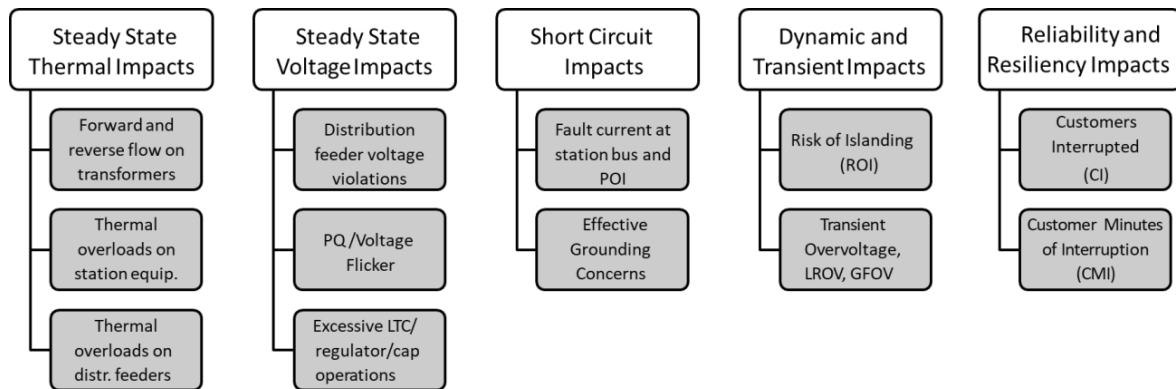 Steady State
Thermal Impacts
Forward and
reverse flow on
transformers
Thermal
overloads on
station equip.
Thermal
overloads on
distr. feeders
Steady State
Voltage Impacts
Distribution
feeder voltage
violations
PQ/Voltage
Flicker
Excessive LTC/
regulator/cap
operations
Short Circuit
Impacts
Fault current at
station bus and
POI
Effective
Grounding
Concerns
Dynamic and
Transient Impacts
Risk of Islanding
(ROI)
Transient
Overvoltage,
LROV, GFOV
Reliability and
Resiliency Impacts
Customers
Interrupted
(CI)
Customer Minutes
of Interruption
(CMI)